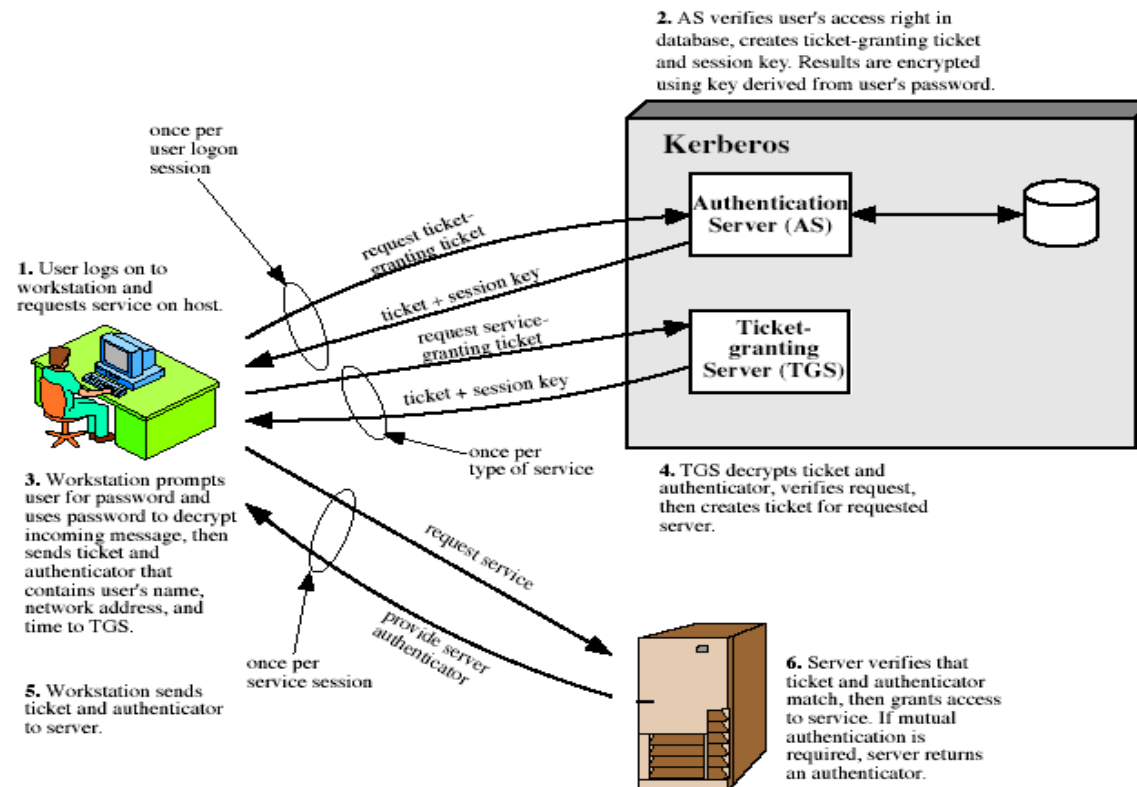 2. AS verifies user's access right in
database, creates ticket-granting ticket
and session key. Results are encrypted
using key derived from user's password.
once per
user logon
session
Kerberos
Authentication
Server (AS)
request ticket-
granting ticket
1. User logs on to
workstation and
requests service on host.
ticket + session key
request service-
granting ticket
Ticket-
granting
Server (TGS)
ticket + session key
once per
type of service
3. Workstation prompts
user for password and
uses password to decrypt
incoming message, then
sends ticket and
authenticator that
contains user's name,
network address, and
time to TGS.
4. TGS decrypts ticket and
authenticator, verifies request,
then creates ticket for requested
server.
request service
provide server
authenticator
once per
service session
5. Workstation sends
ticket and authenticator
to server.
6. Server verifies that
ticket and authenticator
match, then grants access
to service. If mutual
authentication is
required, server returns
an authenticator.